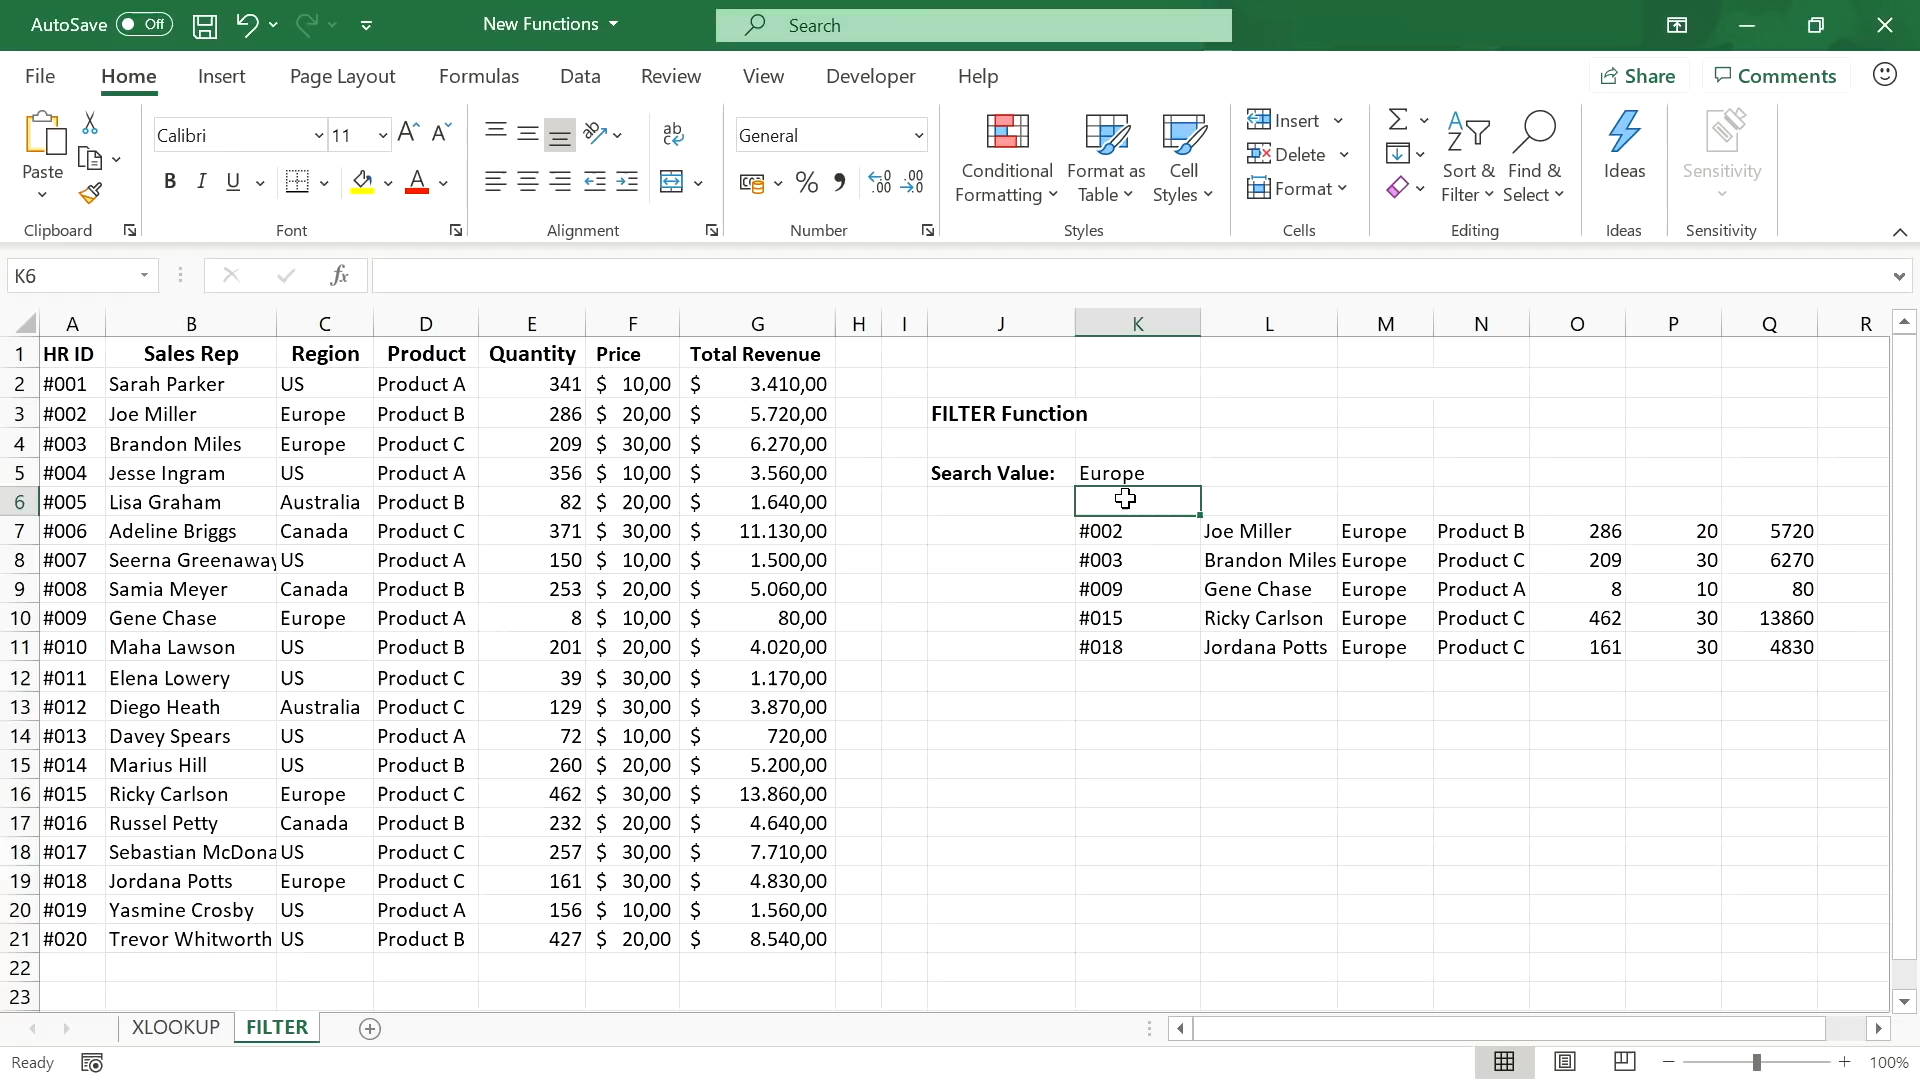 AutoSave Off New Functions Search
File Home Insert Page Layout Formulas Data Review View Developer Help Share Comments
Paste
Calibri 11
B I U
ab
General
Conditional Formatting
Format as Table
Cell Styles
Insert
Delete
Format
Sort & Filter
Find & Select
Ideas
Sensitivity
Clipboard Font Alignment Number Styles Cells Editing Ideas Sensitivity
K6 fx
A B C D E F G H I J K L M N O P Q R
1 HR ID Sales Rep Region Product Quantity Price Total Revenue
2 #001 Sarah Parker US Product A 341 $ 10,00 $ 3.410,00
3 #002 Joe Miller Europe Product B 286 $ 20,00 $ 5.720,00 FILTER Function
4 #003 Brandon Miles Europe Product C 209 $ 30,00 $ 6.270,00
5 #004 Jesse Ingram US Product A 356 $ 10,00 $ 3.560,00 Search Value: Europe
6 #005 Lisa Graham Australia Product B 82 $ 20,00 $ 1.640,00
7 #006 Adeline Briggs Canada Product C 371 $ 30,00 $ 11.130,00 #002 Joe Miller Europe Product B 286 20 5720
8 #007 Seerna Greenaway US Product A 150 $ 10,00 $ 1.500,00 #003 Brandon Miles Europe Product C 209 30 6270
9 #008 Samia Meyer Canada Product B 253 $ 20,00 $ 5.060,00 #009 Gene Chase Europe Product A 8 10 80
10 #009 Gene Chase Europe Product A 8 $ 10,00 $ 80,00 #015 Ricky Carlson Europe Product C 462 30 13860
11 #010 Maha Lawson US Product B 201 $ 20,00 $ 4.020,00 #018 Jordana Potts Europe Product C 161 30 4830
12 #011 Elena Lowery US Product C 39 $ 30,00 $ 1.170,00
13 #012 Diego Heath Australia Product C 129 $ 30,00 $ 3.870,00
14 #013 Davey Spears US Product A 72 $ 10,00 $ 720,00
15 #014 Marius Hill US Product B 260 $ 20,00 $ 5.200,00
16 #015 Ricky Carlson Europe Product C 462 $ 30,00 $ 13.860,00
17 #016 Russel Petty Canada Product B 232 $ 20,00 $ 4.640,00
18 #017 Sebastian McDona US Product C 257 $ 30,00 $ 7.710,00
19 #018 Jordana Potts Europe Product C 161 $ 30,00 $ 4.830,00
20 #019 Yasmine Crosby US Product A 156 $ 10,00 $ 1.560,00
21 #020 Trevor Whitworth US Product B 427 $ 20,00 $ 8.540,00
22
23
XLOOKUP FILTER
Ready 100%